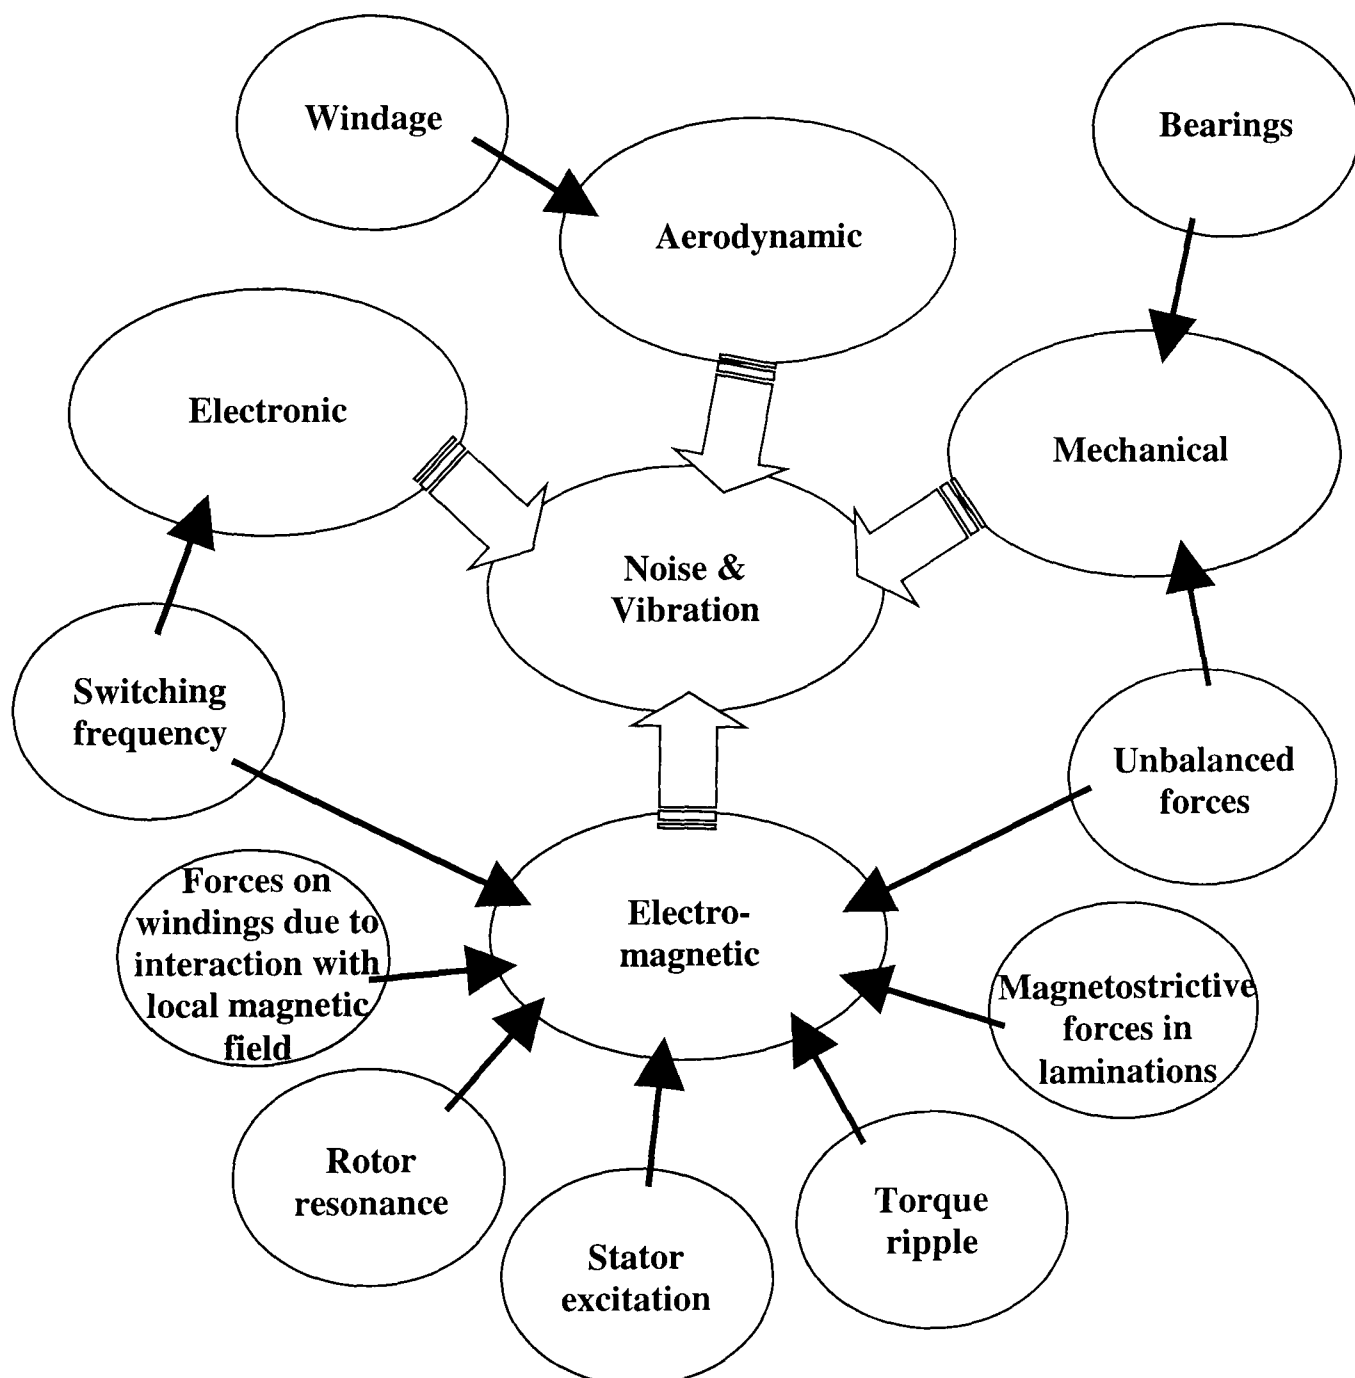 Windage
Bearings
Aerodynamic
Electronic
Mechanical
Noise &
Vibration
Switching
frequency
Unbalanced
forces
Forces on
windings due to
interaction with
local magnetic
field
Electro-
magnetic
Magnetostrictive
forces in
laminations
Rotor
resonance
Stator
excitation
Torque
ripple